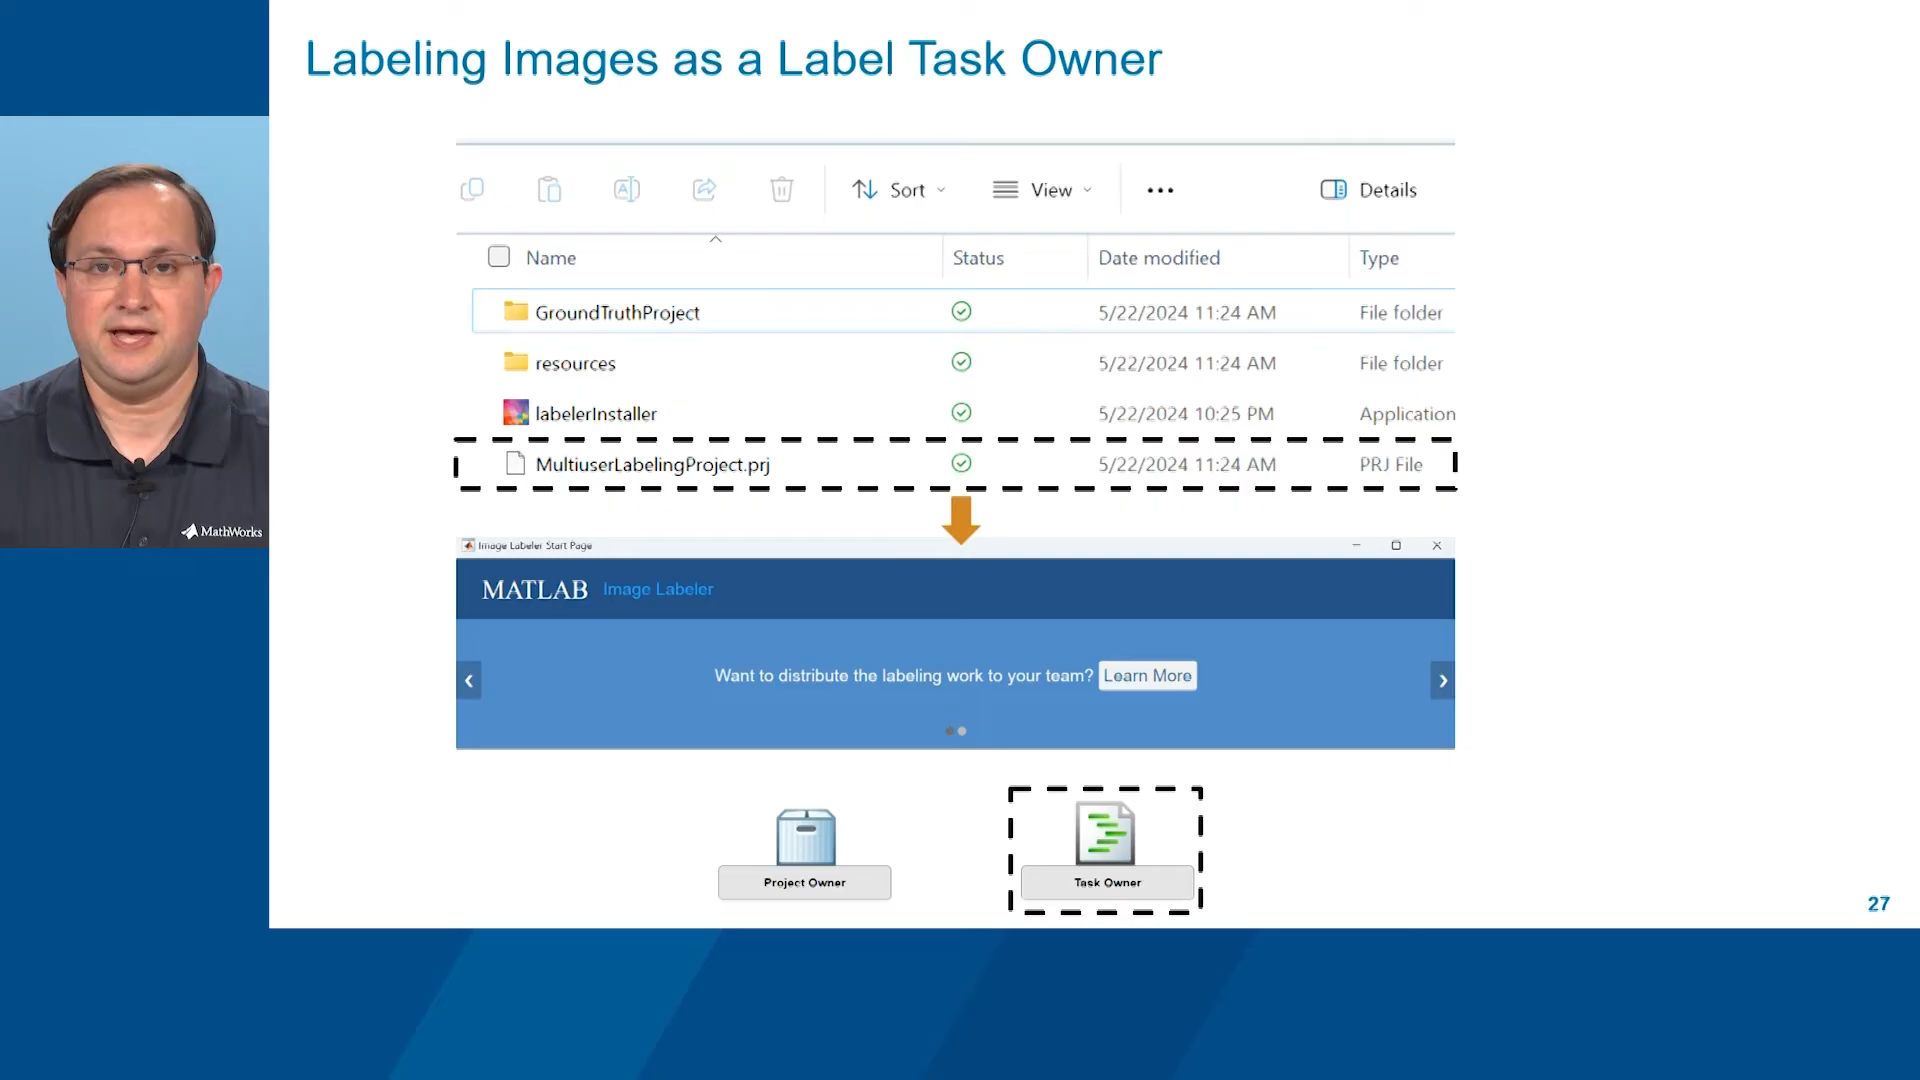 Labeling Images as a Label Task Owner
Sort View ••• Details
Name Status Date modified Type
GroundTruthProject 5/22/2024 11:24 AM File folder
resources 5/22/2024 11:24 AM File folder
labelerInstaller 5/22/2024 10:25 PM Application
MultiuserLabelingProject.prj 5/22/2024 11:24 AM PRJ File
MathWorks
Image Labeler Start Page
MATLAB Image Labeler
Want to distribute the labeling work to your team? Learn More
Project Owner Task Owner
27